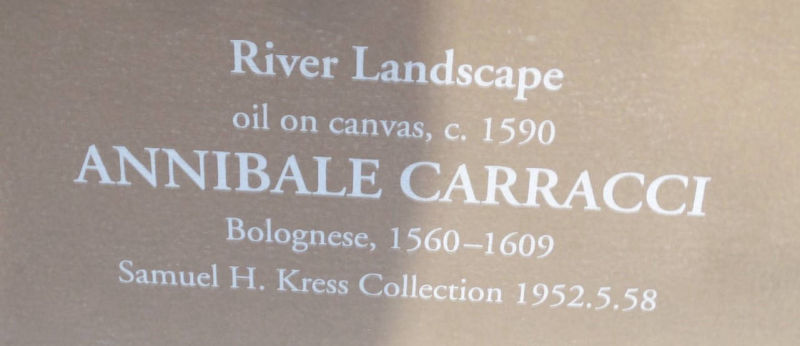 River Landscape
oil on canvas, c. 1590
ANNIBALE CARRACCI
Bolognese, 1560–1609
Samuel H. Kress Collection 1952.5.58